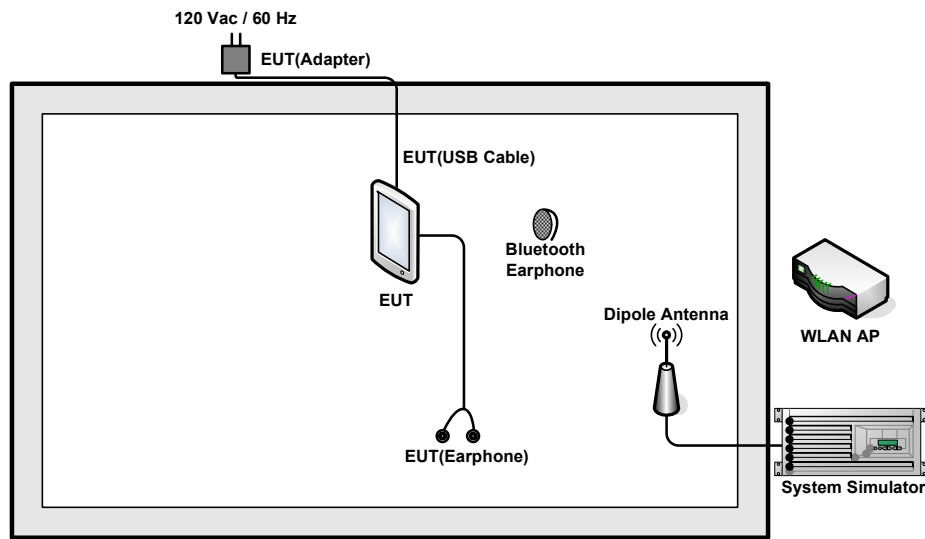 120 Vac / 60 Hz
EUT(Adapter)
EUT(USB Cable)
Bluetooth
Earphone
EUT
Dipole Antenna
WLAN AP
EUT(Earphone)
System Simulator